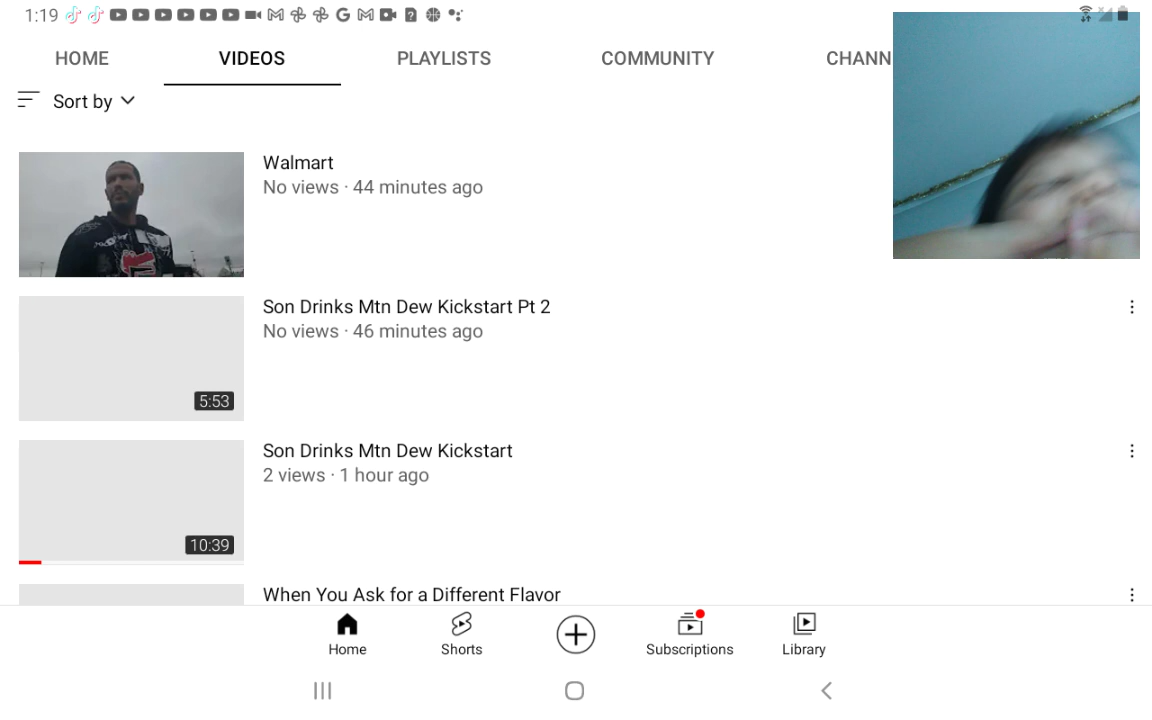 1:19
HOME VIDEOS PLAYLISTS COMMUNITY CHANN
Sort by
Walmart
No views · 44 minutes ago
Son Drinks Mtn Dew Kickstart Pt 2
No views · 46 minutes ago
5:53
Son Drinks Mtn Dew Kickstart
2 views · 1 hour ago
10:39
When You Ask for a Different Flavor
Home Shorts Subscriptions Library